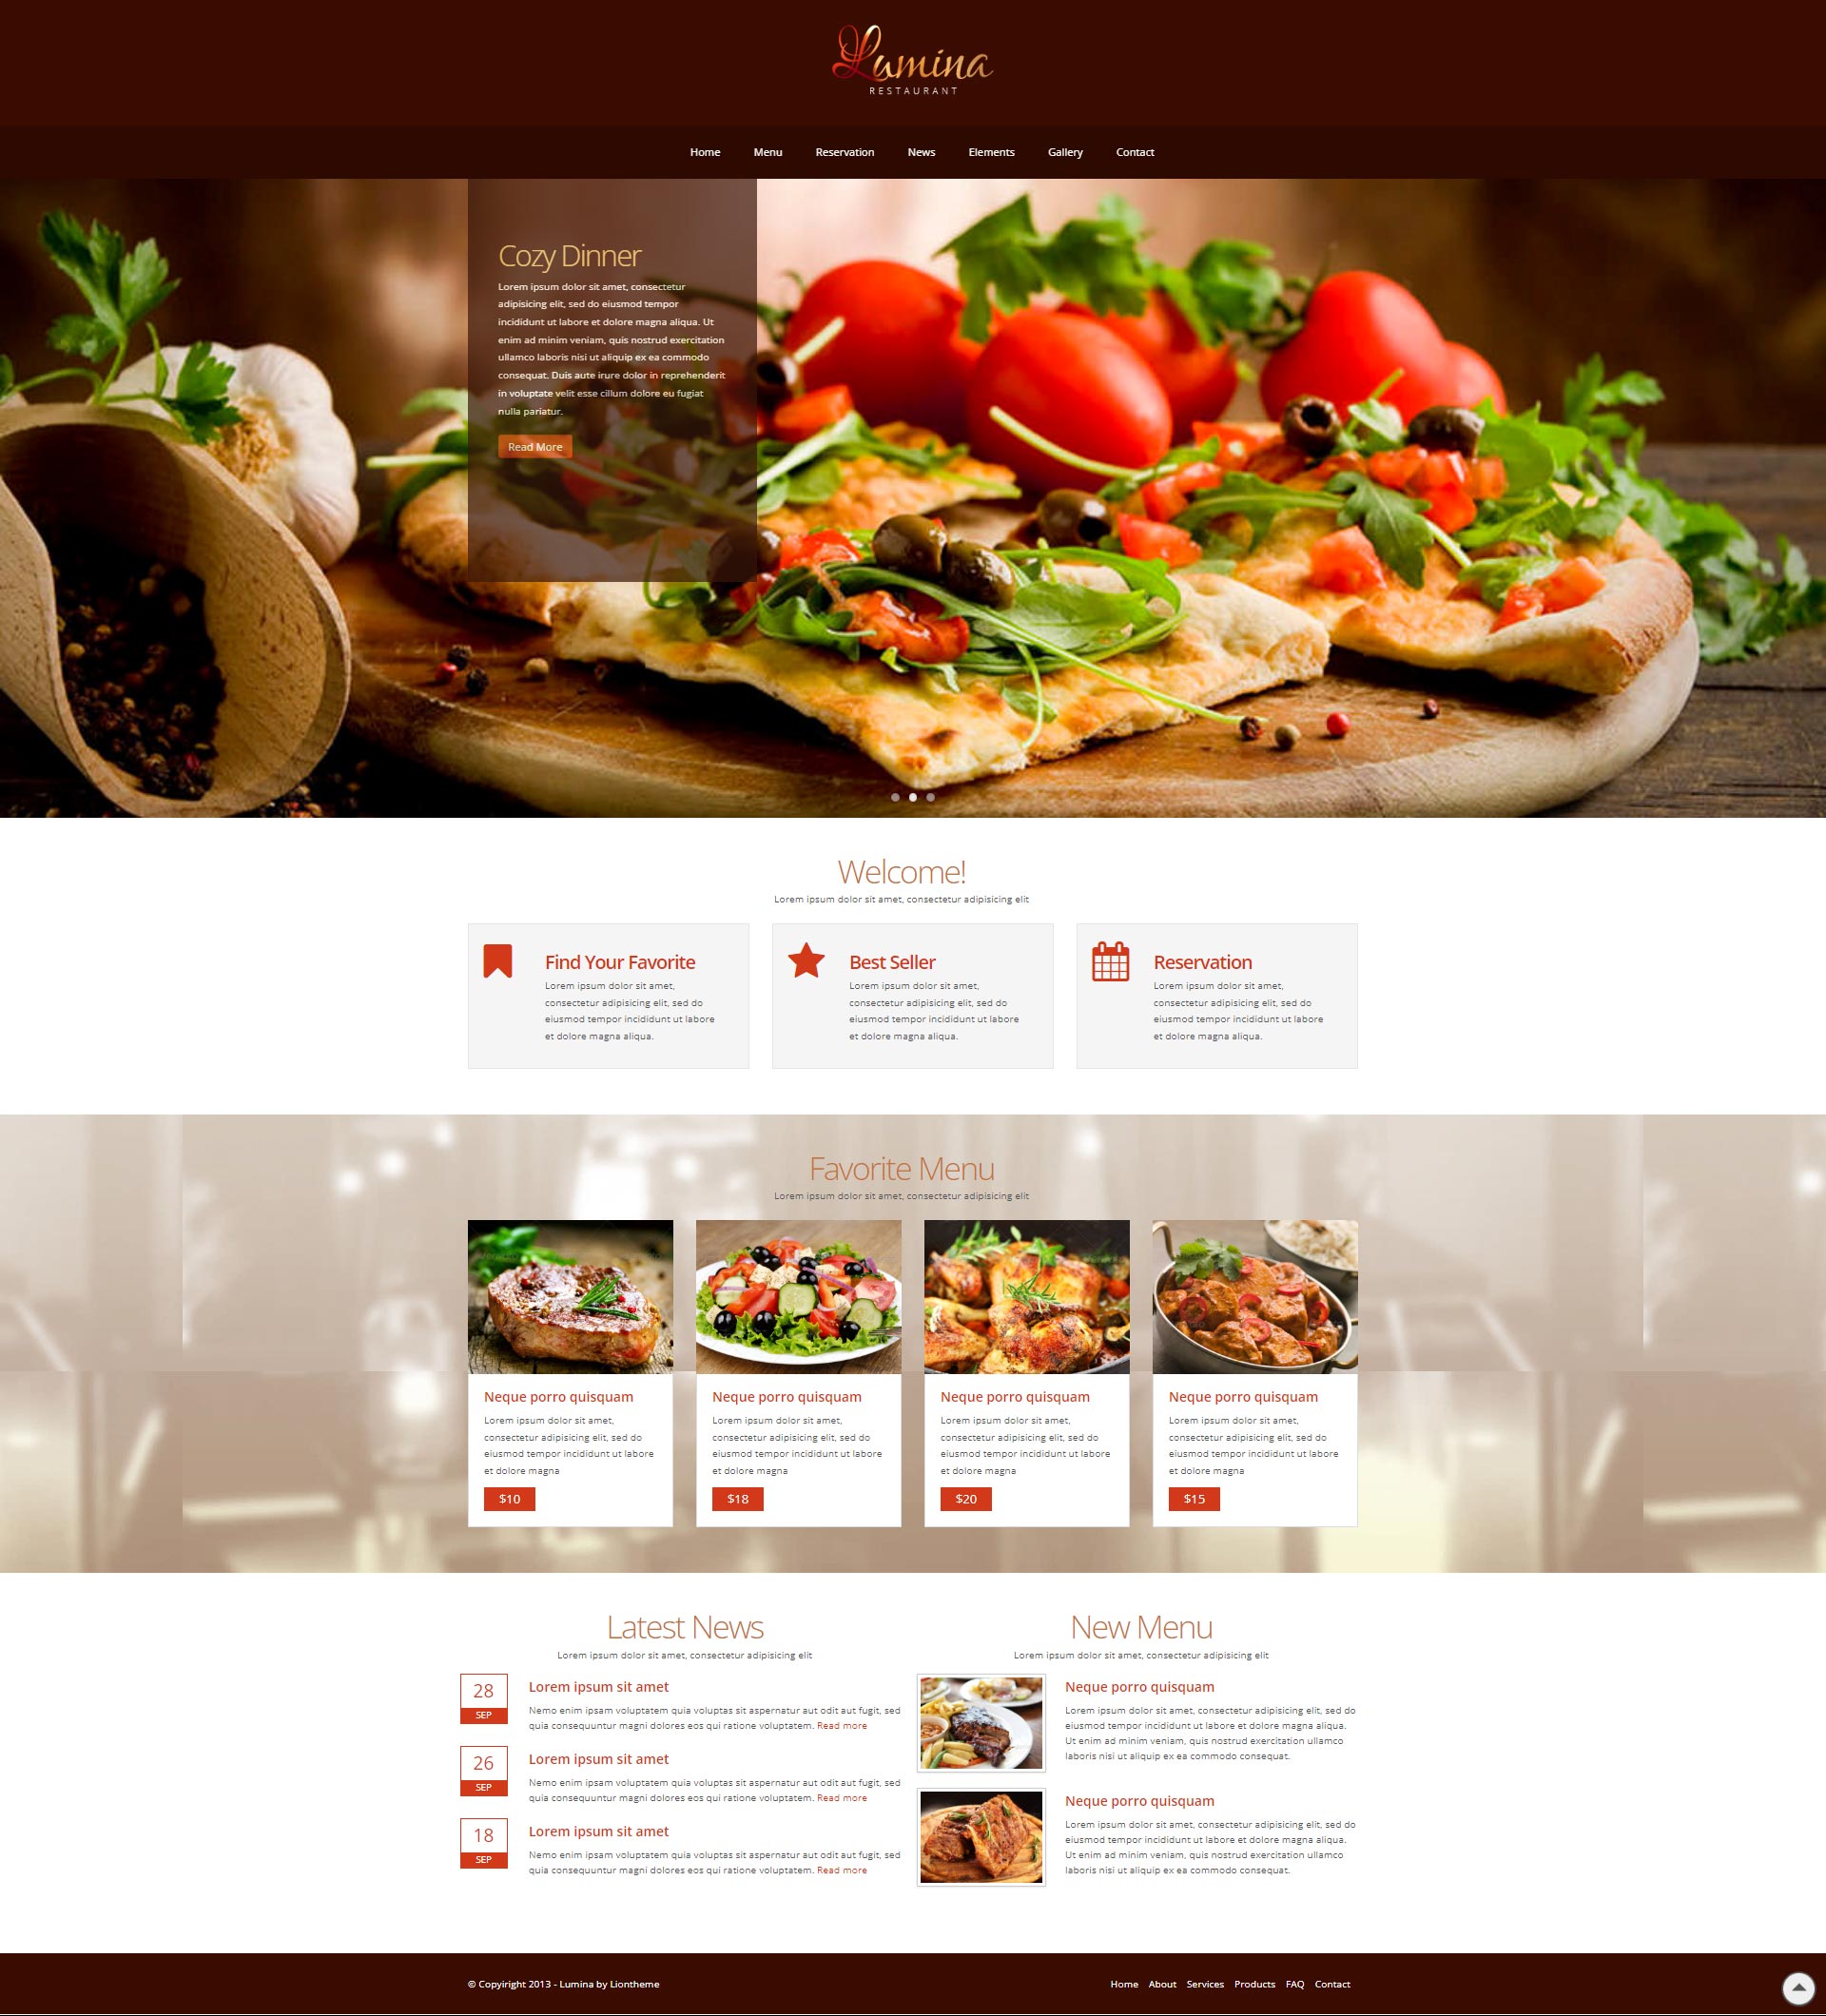 Lumina
RESTAURANT
Home Menu Reservation News Elements Gallery Contact
Cozy Dinner
Lorem ipsum dolor sit amet, consectetur
adipisicing elit, sed do eiusmod tempor
incididunt ut labore et dolore magna aliqua. Ut
enim ad minim veniam, quis nostrud exercitation
ullamco laboris nisi ut aliquip ex ea commodo
consequat. Duis aute irure dolor in reprehenderit
in voluptate velit esse cillum dolore eu fugiat
nulla pariatur.
Read More
Welcome!
Lorem ipsum dolor sit amet, consectetur adipisicing elit
Find Your Favorite
Lorem ipsum dolor sit amet,
consectetur adipisicing elit, sed do
eiusmod tempor incididunt ut labore
et dolore magna aliqua.
Best Seller
Lorem ipsum dolor sit amet,
consectetur adipisicing elit, sed do
eiusmod tempor incididunt ut labore
et dolore magna aliqua.
Reservation
Lorem ipsum dolor sit amet,
consectetur adipisicing elit, sed do
eiusmod tempor incididunt ut labore
et dolore magna aliqua.
Favorite Menu
Lorem ipsum dolor sit amet, consectetur adipisicing elit
Neque porro quisquam
Lorem ipsum dolor sit amet,
consectetur adipisicing elit, sed do
eiusmod tempor incididunt ut labore
et dolore magna
$10
Neque porro quisquam
Lorem ipsum dolor sit amet,
consectetur adipisicing elit, sed do
eiusmod tempor incididunt ut labore
et dolore magna
$18
Neque porro quisquam
Lorem ipsum dolor sit amet,
consectetur adipisicing elit, sed do
eiusmod tempor incididunt ut labore
et dolore magna
$20
Neque porro quisquam
Lorem ipsum dolor sit amet,
consectetur adipisicing elit, sed do
eiusmod tempor incididunt ut labore
et dolore magna
$15
Latest News
Lorem ipsum dolor sit amet, consectetur adipisicing elit
28
SEP
Lorem ipsum sit amet
Nemo enim ipsam voluptatem quia voluptas sit aspernatur aut odit aut fugit, sed
quia consequuntur magni dolores eos qui ratione voluptatem. Read more
26
SEP
Lorem ipsum sit amet
Nemo enim ipsam voluptatem quia voluptas sit aspernatur aut odit aut fugit, sed
quia consequuntur magni dolores eos qui ratione voluptatem. Read more
18
SEP
Lorem ipsum sit amet
Nemo enim ipsam voluptatem quia voluptas sit aspernatur aut odit aut fugit, sed
quia consequuntur magni dolores eos qui ratione voluptatem. Read more
New Menu
Lorem ipsum dolor sit amet, consectetur adipisicing elit
Neque porro quisquam
Lorem ipsum dolor sit amet, consectetur adipisicing elit, sed do
eiusmod tempor incididunt ut labore et dolore magna aliqua.
Ut enim ad minim veniam, quis nostrud exercitation ullamco
laboris nisi ut aliquip ex ea commodo consequat.
Neque porro quisquam
Lorem ipsum dolor sit amet, consectetur adipisicing elit, sed do
eiusmod tempor incididunt ut labore et dolore magna aliqua.
Ut enim ad minim veniam, quis nostrud exercitation ullamco
laboris nisi ut aliquip ex ea commodo consequat.
© Copyright 2013 - Lumina by Liontheme
Home About Services Products FAQ Contact